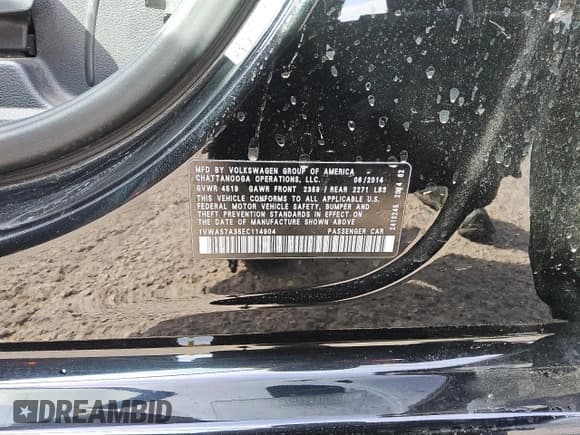 MFD BY VOLKSWAGEN GROUP OF AMERICA
CHATTANOOGA OPERATIONS, LLC. 06/2014
GVWR 4519 GAWR FRONT 2359 / REAR 2271 LBS
THIS VEHICLE CONFORMS TO ALL APPLICABLE U.S.
FEDERAL MOTOR VEHICLE SAFETY, BUMPER AND
THEFT PREVENTION STANDARDS IN EFFECT ON
THE DATE OF MANUFACTURE SHOWN ABOVE
1VWAS7A35EC114904 PASSENGER CAR
DREAMBID